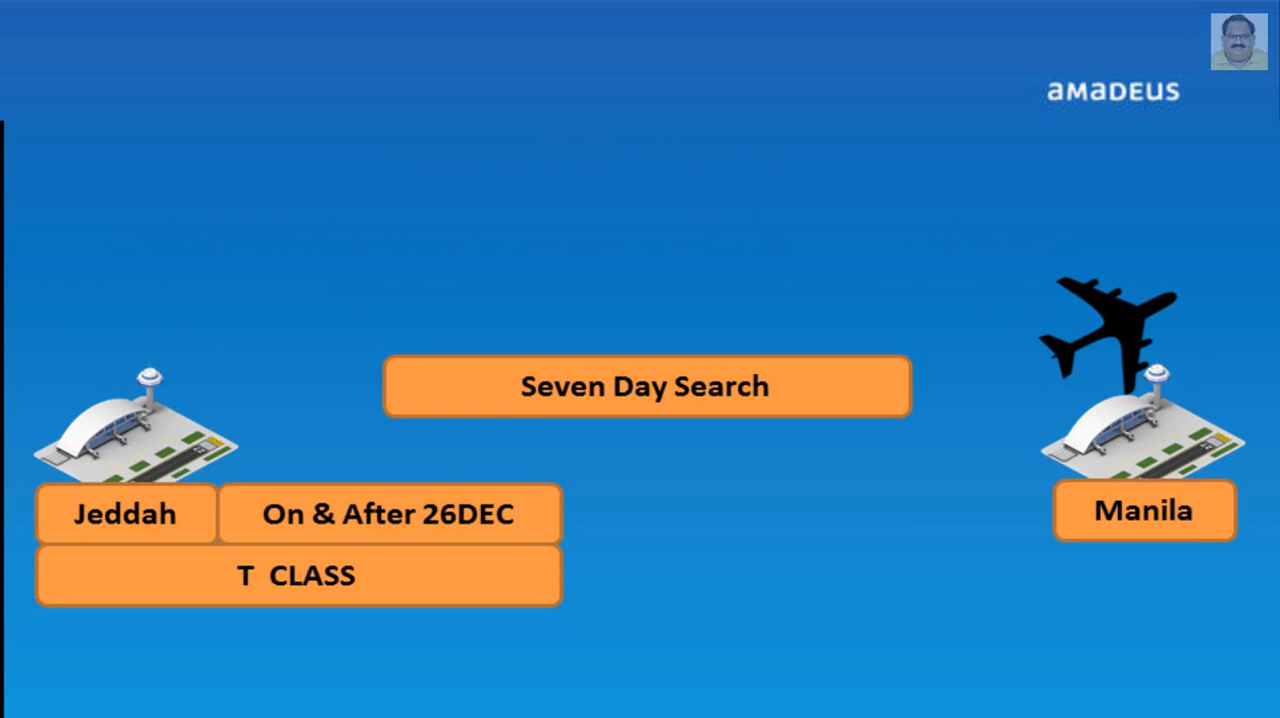 aMaDEUS
Seven Day Search
Jeddah
On & After 26DEC
Manila
T CLASS